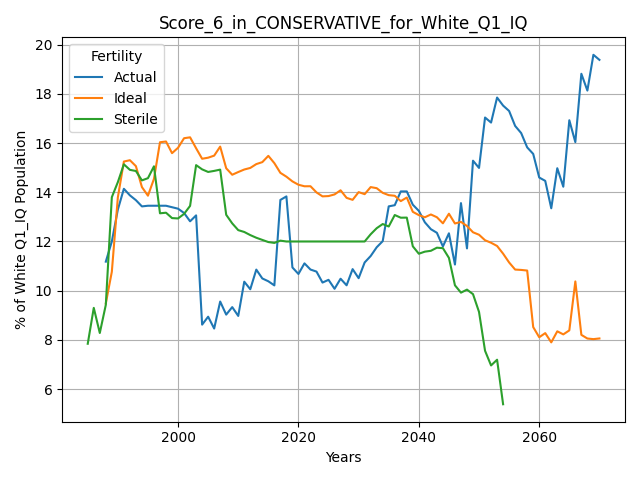 Score_6_in_CONSERVATIVE_for_White_Q1_IQ
% of White Q1_IQ Population
20
18
16
14
12
10
8
6
Fertility
Actual
Ideal
Sterile
2000 2020 2040 2060
Years